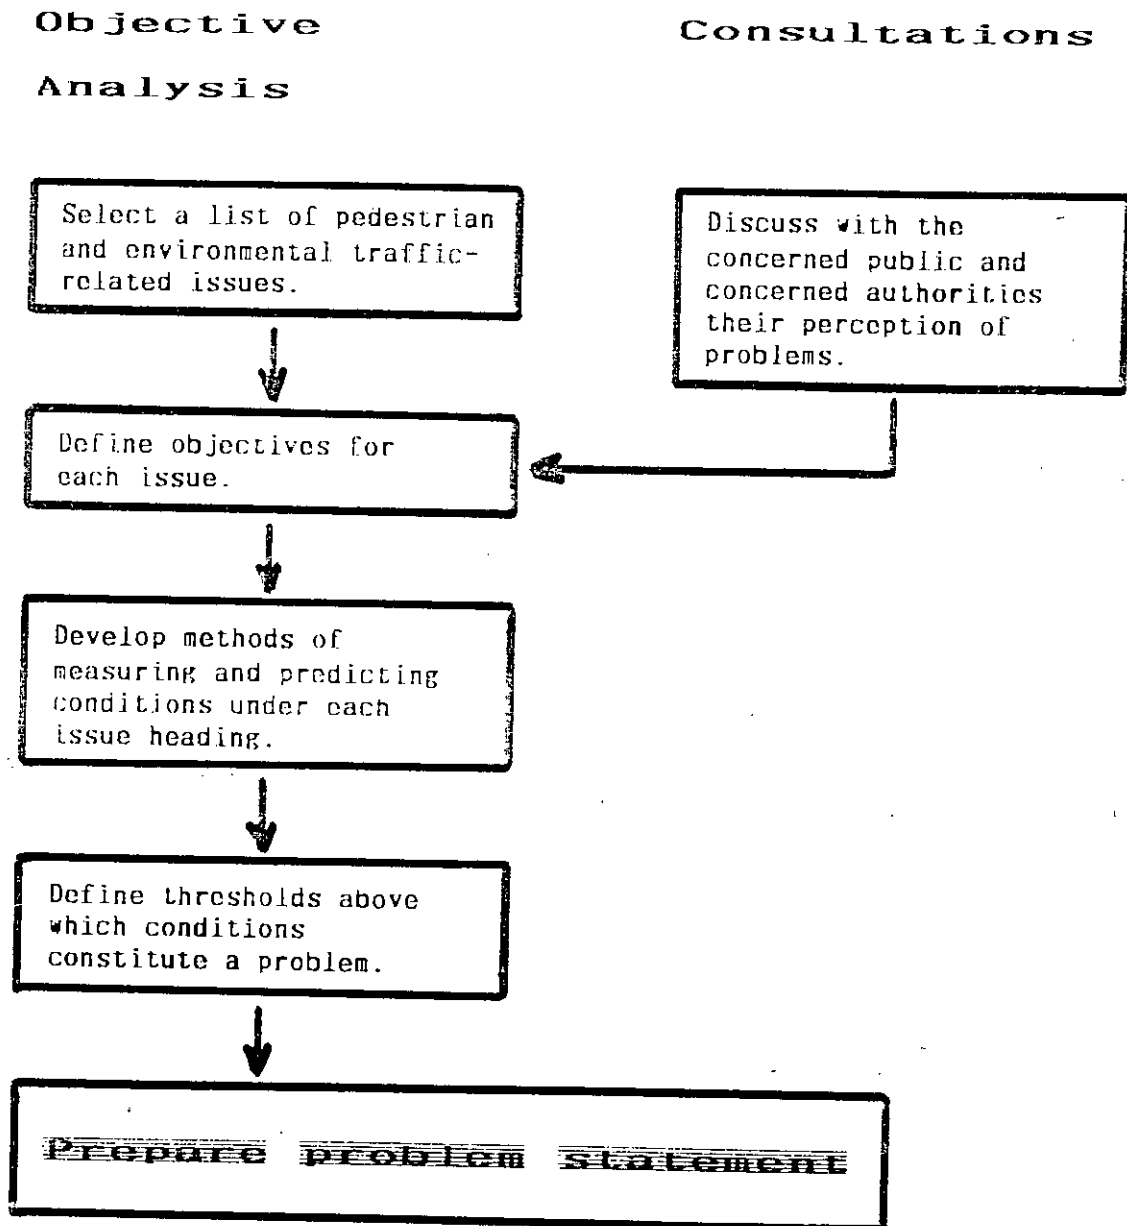 Objective
Analysis
Consultations
Select a list of pedestrian
and environmental traffic-
related issues.
Discuss with the
concerned public and
concerned authorities
their perception of
problems.
Define objectives for
each issue.
Develop methods of
measuring and predicting
conditions under each
issue heading.
Define thresholds above
which conditions
constitute a problem.
Prepare problem statement